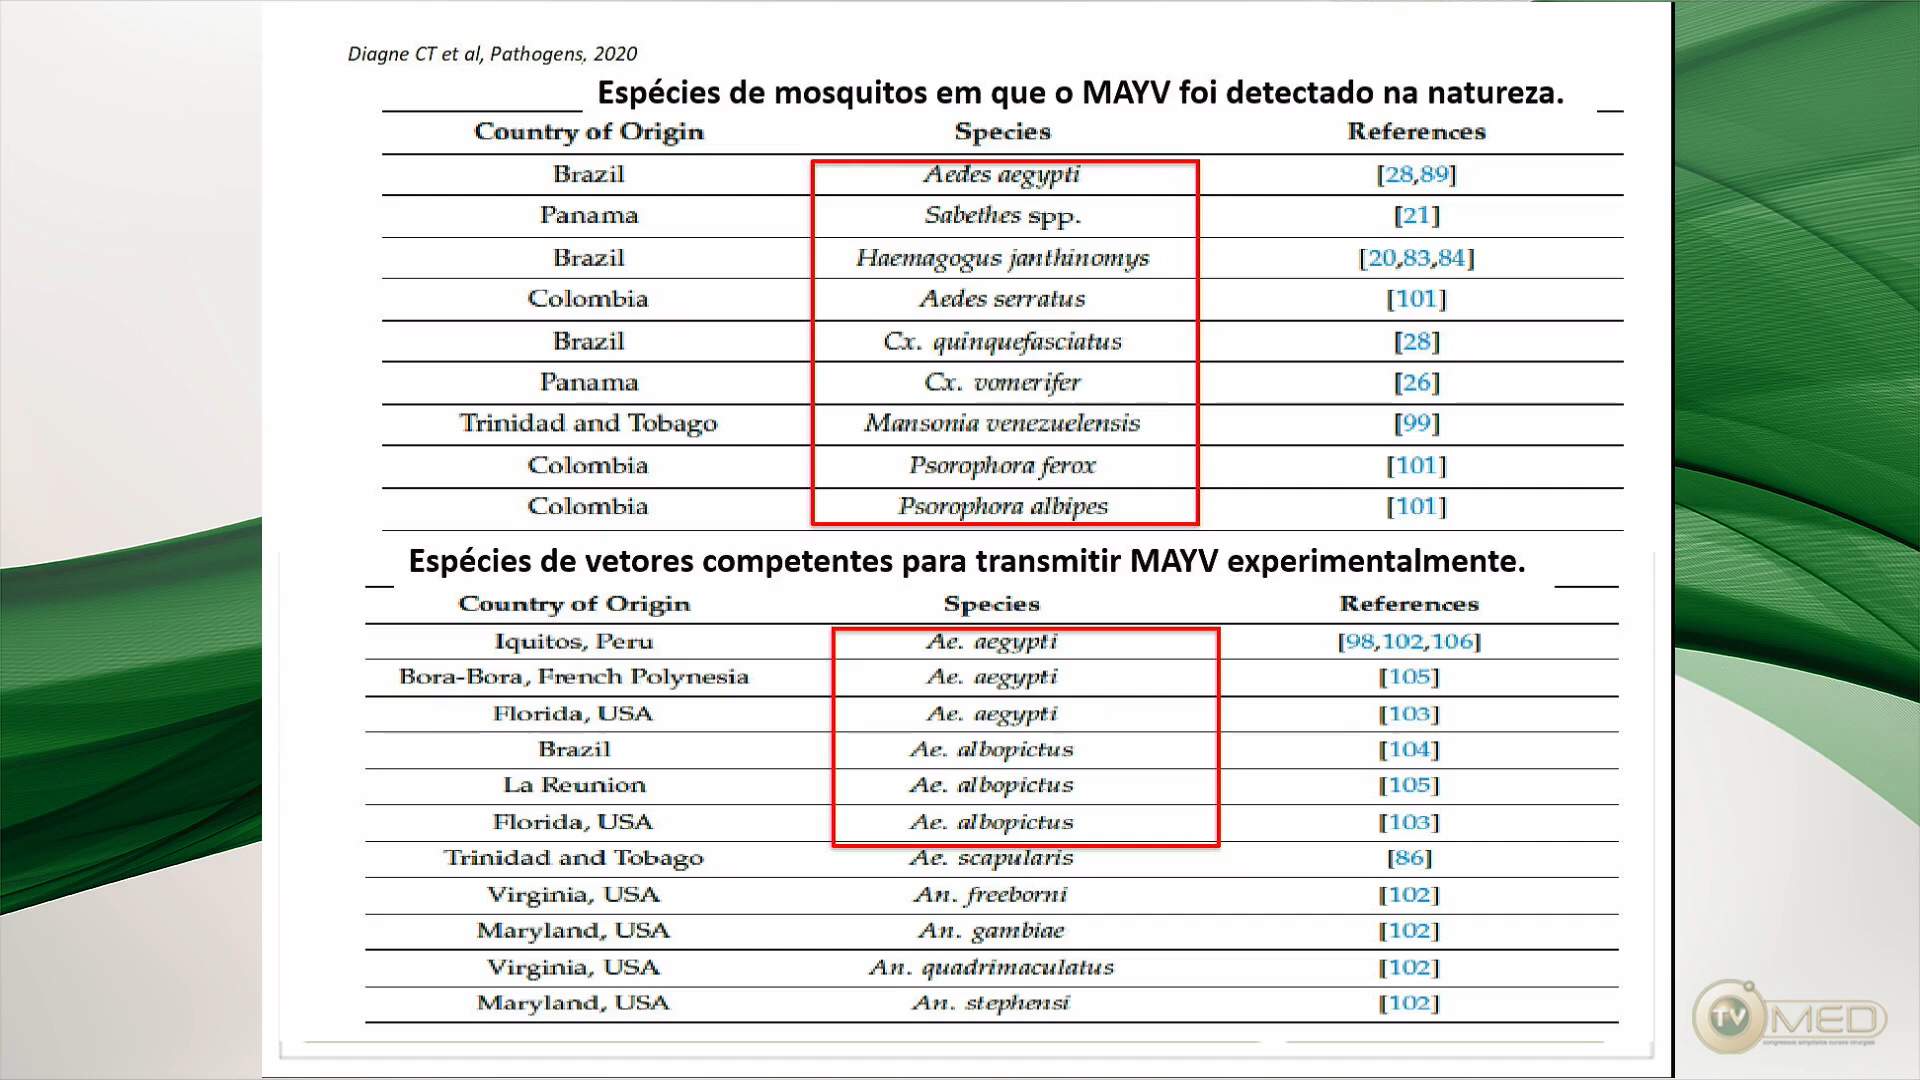 Diagne CT et al, Pathogens, 2020
Espécies de mosquitos em que o MAYV foi detectado na natureza.
Country of Origin Species References
Brazil Aedes aegypti [28,89]
Panama Sabethes spp. [21]
Brazil Haemagogus janthinomys [20,83,84]
Colombia Aedes serratus [101]
Brazil Cx. quinquefasciatus [28]
Panama Cx. vomerifer [26]
Trinidad and Tobago Mansonia venezuelensis [99]
Colombia Psorophora ferox [101]
Colombia Psorophora albipes [101]
Espécies de vetores competentes para transmitir MAYV experimentalmente.
Country of Origin Species References
Iquitos, Peru Ae. aegypti [98,102,106]
Bora-Bora, French Polynesia Ae. aegypti [105]
Florida, USA Ae. aegypti [103]
Brazil Ae. albopictus [104]
La Reunion Ae. albopictus [105]
Florida, USA Ae. albopictus [103]
Trinidad and Tobago Ae. scapularis [86]
Virginia, USA An. freeborni [102]
Maryland, USA An. gambiae [102]
Virginia, USA An. quadrimaculatus [102]
Maryland, USA An. stephensi [102]
TV MED